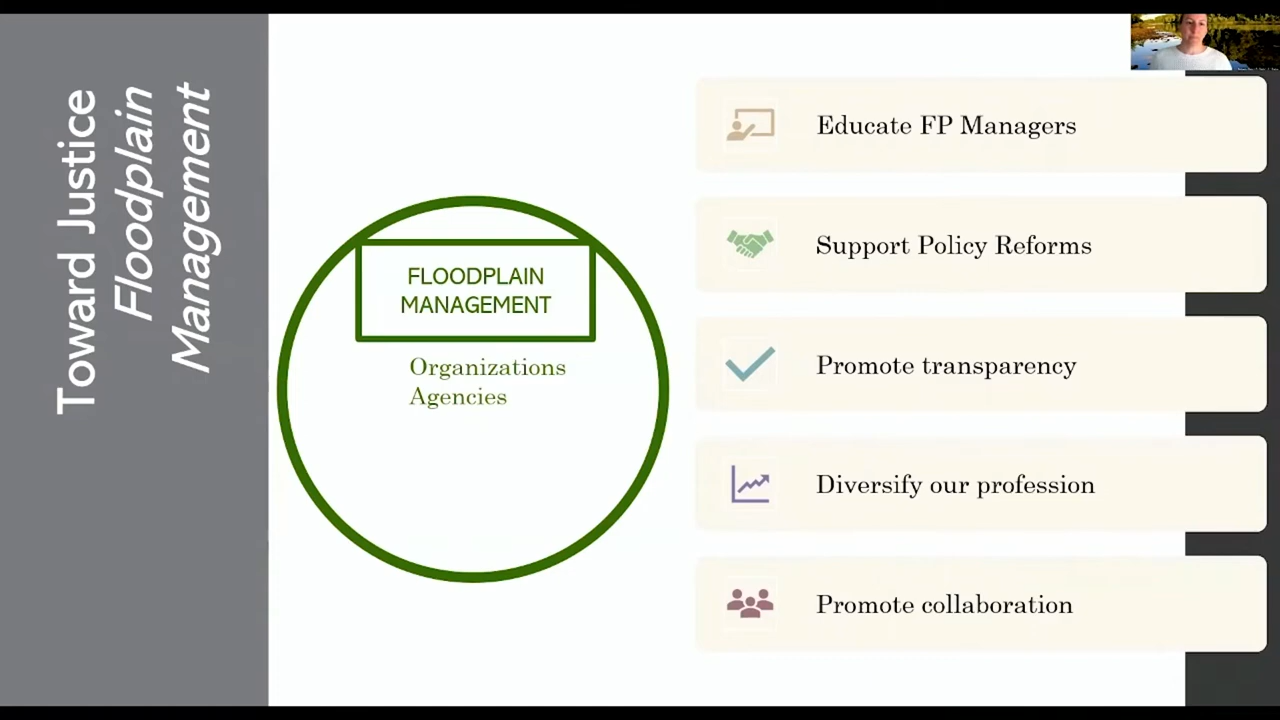 Toward Justice
Floodplain
Management
FLOODPLAIN
MANAGEMENT
Organizations
Agencies
Educate FP Managers
Support Policy Reforms
Promote transparency
Diversify our profession
Promote collaboration